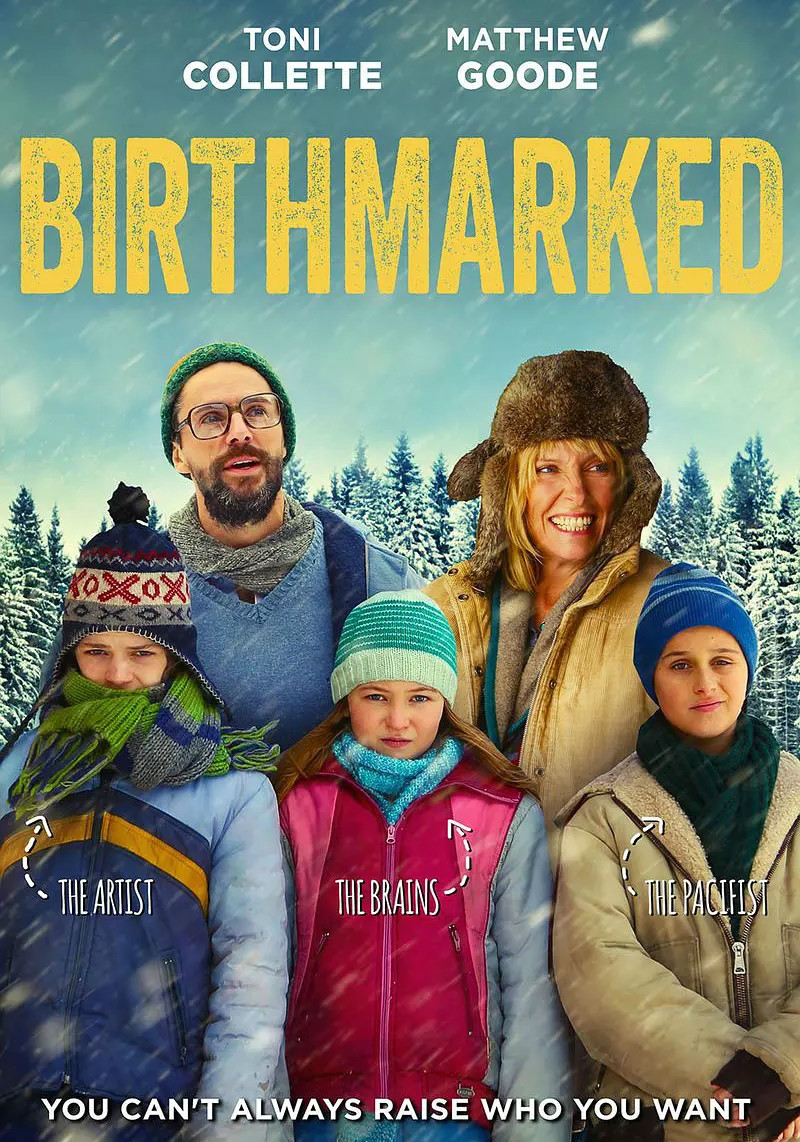 TONI MATTHEW
COLLETTE GOODE
BIRTHMARKED
THE ARTIST THE BRAINS THE PACIFIST
YOU CAN'T ALWAYS RAISE WHO YOU WANT